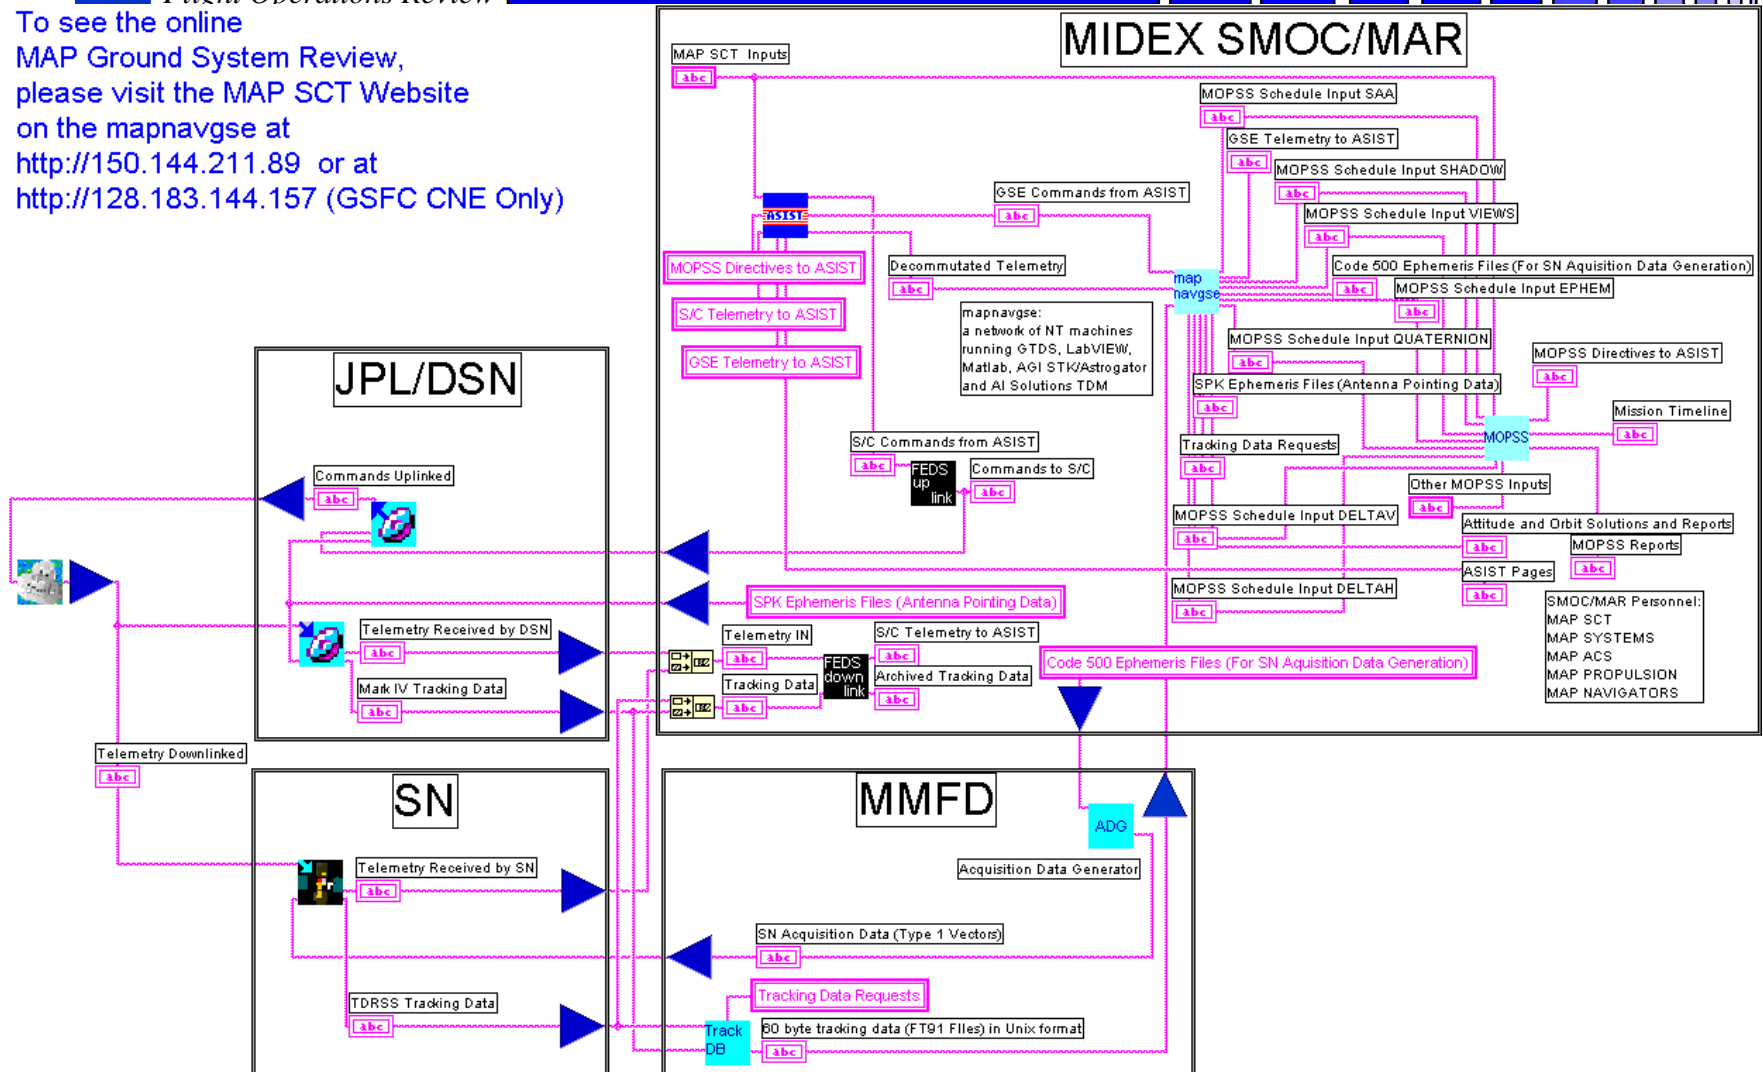 Flight Operations Review
To see the online
MAP Ground System Review,
please visit the MAP SCT Website
on the mapnavgse at
http://150.144.211.89  or at
http://128.183.144.157 (GSFC CNE Only)
MIDEX SMOC/MAR
MAP SCT Inputs
abc
MOPSS Schedule Input SAA
abc
GSE Telemetry to ASIST
abc
MOPSS Schedule Input SHADOW
abc
GSE Commands from ASIST
abc
ASIST
MOPSS Schedule Input VIEWS
abc
MOPSS Directives to ASIST
Decommutated Telemetry
abc
map
navgse
Code 500 Ephemeris Files (For SN Aquisition Data Generation)
abc
MOPSS Schedule Input EPHEM
abc
S/C Telemetry to ASIST
mapnavgse:
a network of NT machines
running GTDS, LabVIEW,
Matlab, AGI STK/Astrogator
and AI Solutions TDM
MOPSS Schedule Input QUATERNION
abc
MOPSS Directives to ASIST
abc
GSE Telemetry to ASIST
SPK Ephemeris Files (Antenna Pointing Data)
abc
Mission Timeline
abc
MOPSS
S/C Commands from ASIST
abc
FEDS
up
link
Commands to S/C
abc
Tracking Data Requests
abc
Other MOPSS Inputs
abc
MOPSS Schedule Input DELTAV
abc
Attitude and Orbit Solutions and Reports
abc
MOPSS Reports
abc
ASIST Pages
abc
MOPSS Schedule Input DELTAH
abc
SMOC/MAR Personnel:
MAP SCT
MAP SYSTEMS
MAP ACS
MAP PROPULSION
MAP NAVIGATORS
SPK Ephemeris Files (Antenna Pointing Data)
Telemetry IN
abc
S/C Telemetry to ASIST
abc
FEDS
down
link
Tracking Data
abc
Archived Tracking Data
abc
Code 500 Ephemeris Files (For SN Aquisition Data Generation)
JPL/DSN
Commands Uplinked
abc
Telemetry Received by DSN
abc
Mark IV Tracking Data
abc
Telemetry Downlinked
abc
SN
Telemetry Received by SN
abc
TDRSS Tracking Data
abc
MMFD
ADG
Acquisition Data Generator
SN Acquisition Data (Type 1 Vectors)
abc
Tracking Data Requests
Track
DB
60 byte tracking data (FT91 FIles) in Unix format
abc